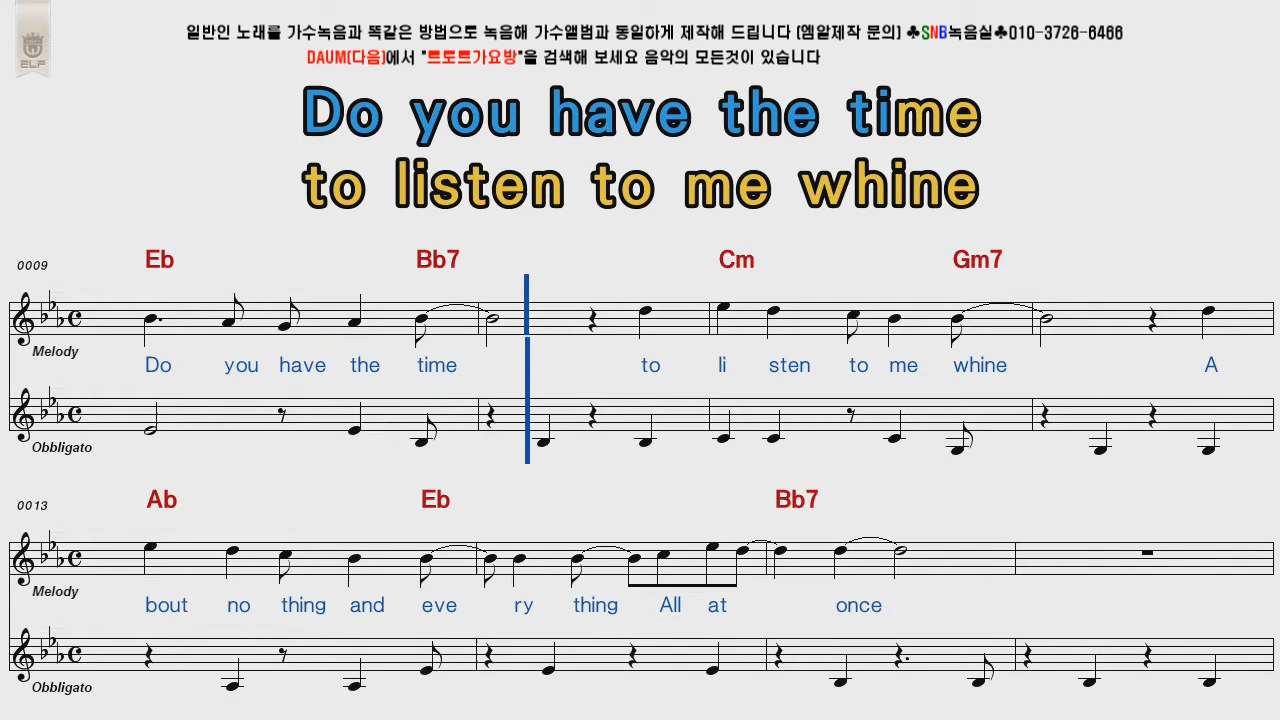 일반인 노래를 가수녹음과 똑같은 방법으로 녹음해 가수앨범과 동일하게 제작해 드립니다 (엠알제작 문의) ♣SNB녹음실♣010-3726-6466
DAUM(다음)에서 "트로트가요방"을 검색해 보세요 음악의 모든것이 있습니다
ELF
Do you have the time
to listen to me whine
0009 Eb Bb7 Cm Gm7
Melody
Do you have the time to li sten to me whine A
Obbligato
0013 Ab Eb Bb7
Melody
bout no thing and eve ry thing All at once
Obbligato